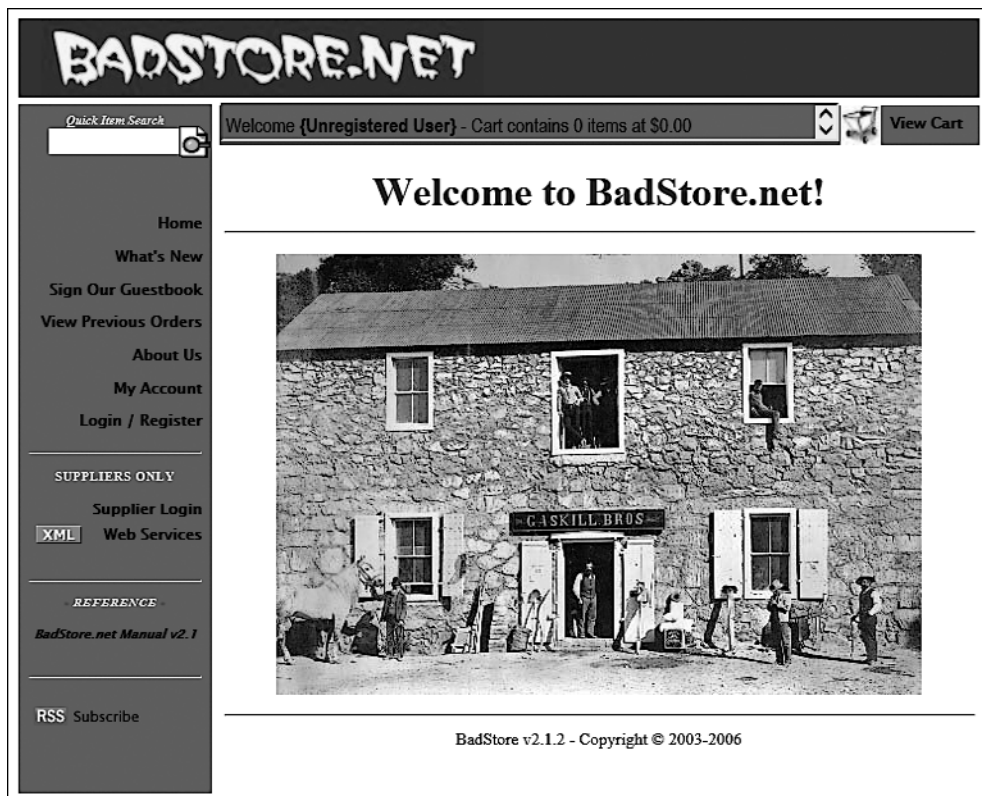 BADSTORE.NET
Quick Item Search
Welcome {Unregistered User} - Cart contains 0 items at $0.00
View Cart
Welcome to BadStore.net!
Home
What's New
Sign Our Guestbook
View Previous Orders
About Us
My Account
Login / Register
SUPPLIERS ONLY
Supplier Login
XML Web Services
- REFERENCE -
BadStore.net Manual v2.1
RSS Subscribe
GASKILL BROS
BadStore v2.1.2 - Copyright © 2003-2006